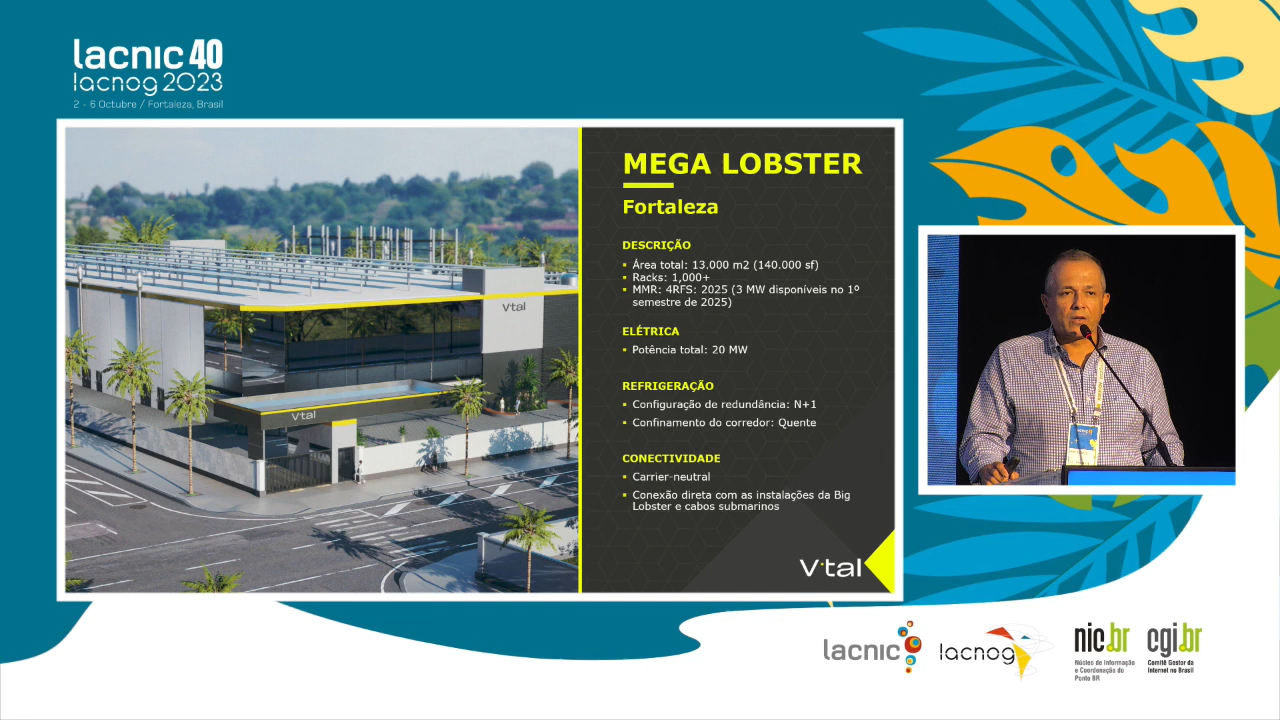 lacnic 40
lacnog 2023
2 - 6 Octubre / Fortaleza, Brasil
MEGA LOBSTER
Fortaleza
DESCRIÇÃO
Área total: 13.000 m2 (140.000 sf)
Racks: 1,000+
MMR: 4RFS: 2025 (3 MW disponíveis no 1º
semestre de 2025)
ELÉTRICA
Potência total: 20 MW
REFRIGERAÇÃO
Configuração de redundância: N+1
Confinamento do corredor: Quente
CONECTIVIDADE
Carrier-neutral
Conexão direta com as instalações da Big
Lobster e cabos submarinos
V·tal
V·tal
V·tal
lacnic
lacnog
nic.br
Núcleo de Informação
e Coordenação do
Ponto BR
cgi.br
Comitê Gestor da
Internet no Brasil